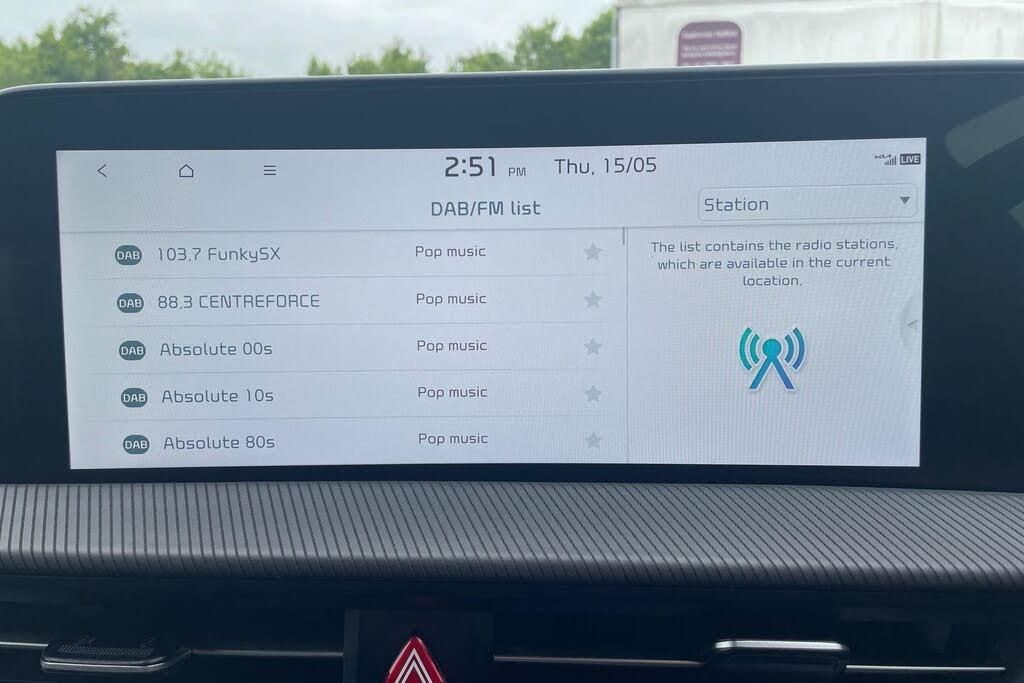 2:51 PM Thu, 15/05
KIA LIVE
DAB/FM list
Station
DAB 103.7 FunkySX Pop music
DAB 88.3 CENTREFORCE Pop music
DAB Absolute 00s Pop music
DAB Absolute 10s Pop music
DAB Absolute 80s Pop music
The list contains the radio stations,
which are available in the current
location.